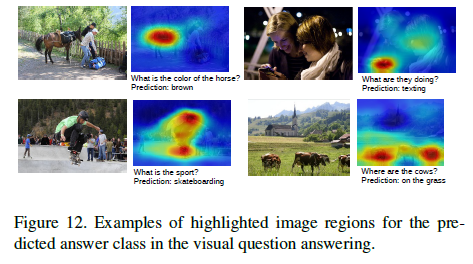 What is the color of the horse?
Prediction: brown
What are they doing?
Prediction: texting
What is the sport?
Prediction: skateboarding
Where are the cows?
Prediction: on the grass
Figure 12. Examples of highlighted image regions for the pre-
dicted answer class in the visual question answering.